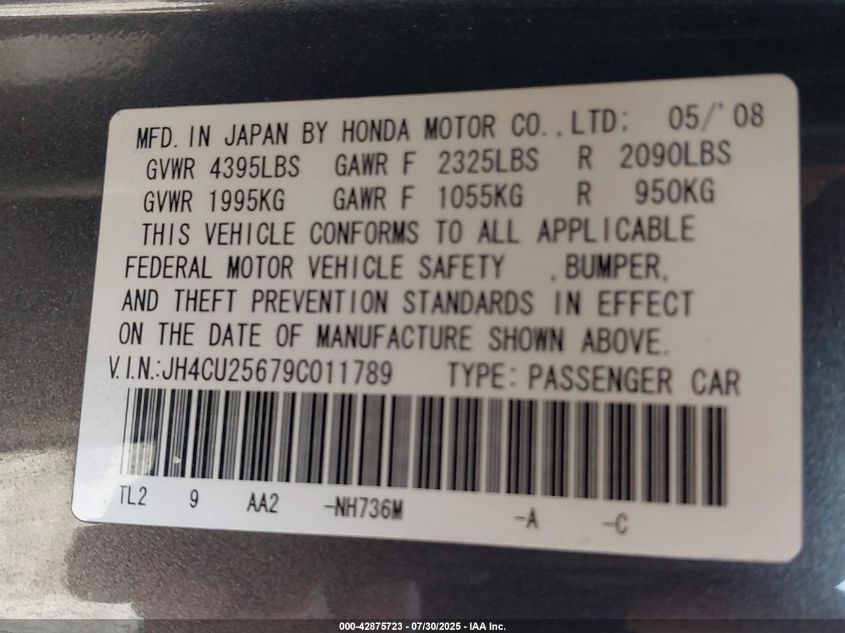 MFD. IN JAPAN BY HONDA MOTOR CO., LTD: 05/'08
GVWR 4395LBS GAWR F 2325LBS R 2090LBS
GVWR 1995KG GAWR F 1055KG R 950KG
THIS VEHICLE CONFORMS TO ALL APPLICABLE
FEDERAL MOTOR VEHICLE SAFETY , BUMPER,
AND THEFT PREVENTION STANDARDS IN EFFECT
ON THE DATE OF MANUFACTURE SHOWN ABOVE.
V.I.N.:JH4CU25679C011789 TYPE: PASSENGER CAR
TL2 9 AA2 -NH736M -A -C
000-42875723 - 07/30/2025 - IAA Inc.